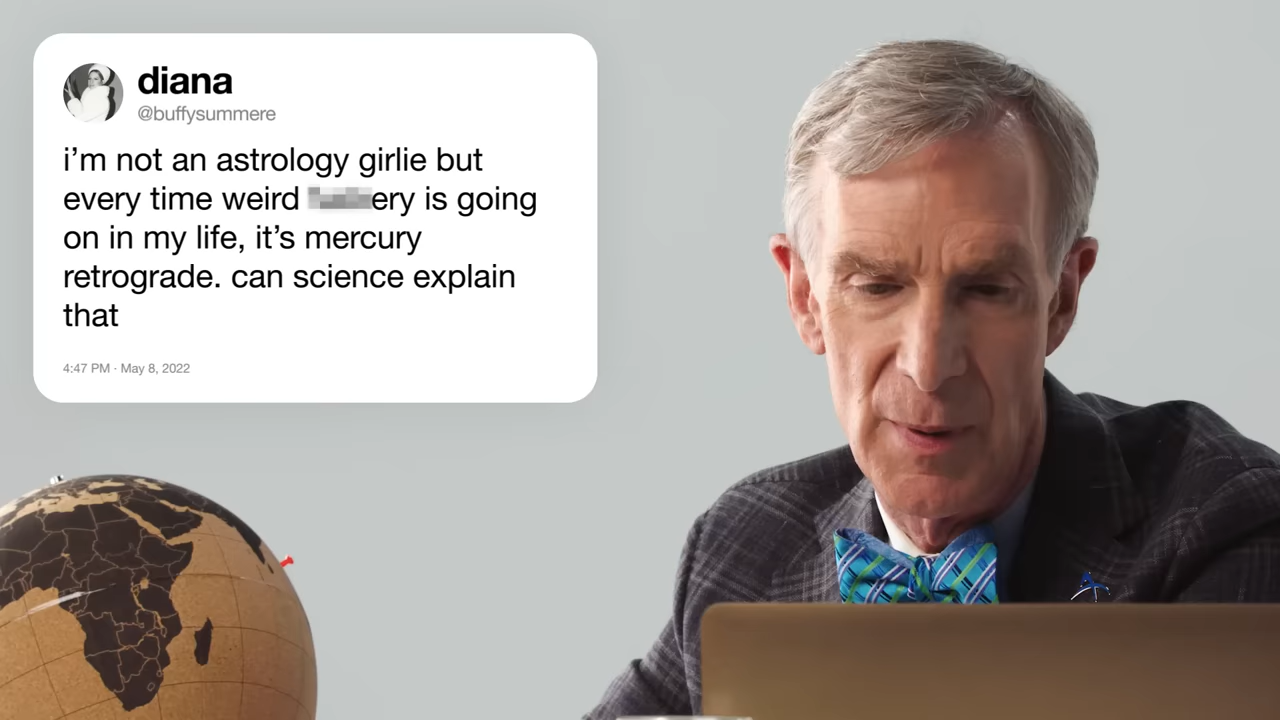 diana
@buffysummere
i’m not an astrology girlie but
every time weird ery is going
on in my life, it’s mercury
retrograde. can science explain
that
4:47 PM · May 8, 2022